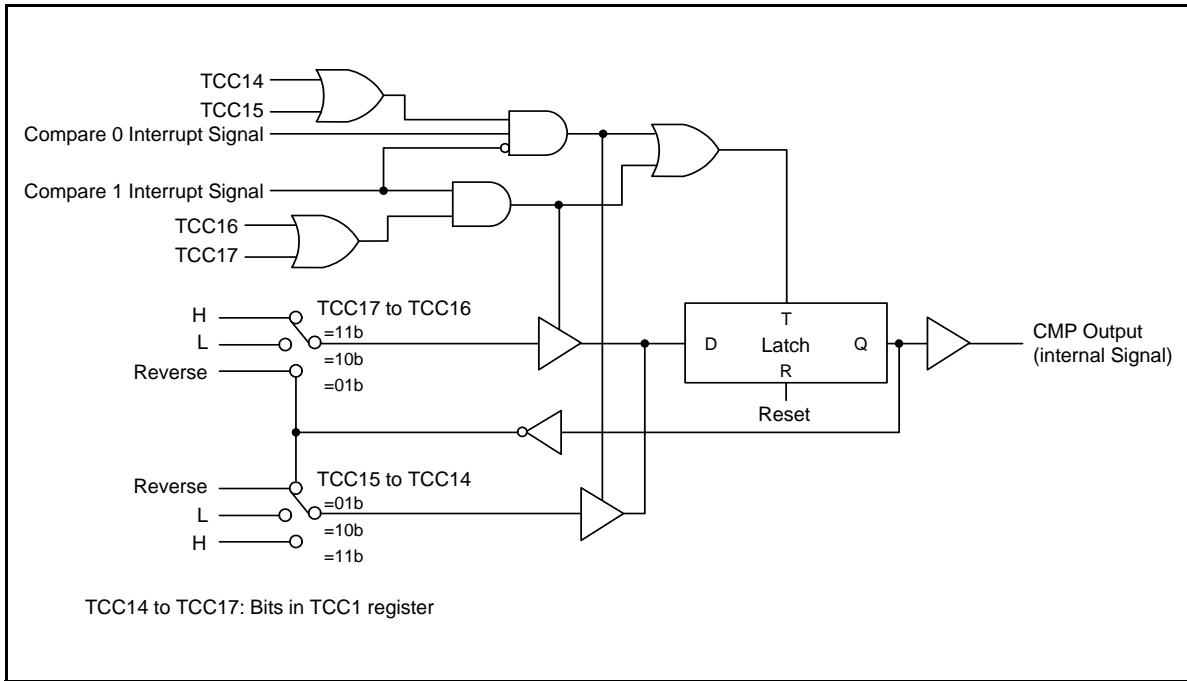 TCC14
TCC15
Compare 0 Interrupt Signal
Compare 1 Interrupt Signal
TCC16
TCC17
H
TCC17 to TCC16
=11b
L
=10b
Reverse
=01b
T
D
Latch
Q
R
Reset
CMP Output
(internal Signal)
TCC15 to TCC14
Reverse
=01b
L
=10b
H
=11b
TCC14 to TCC17: Bits in TCC1 register